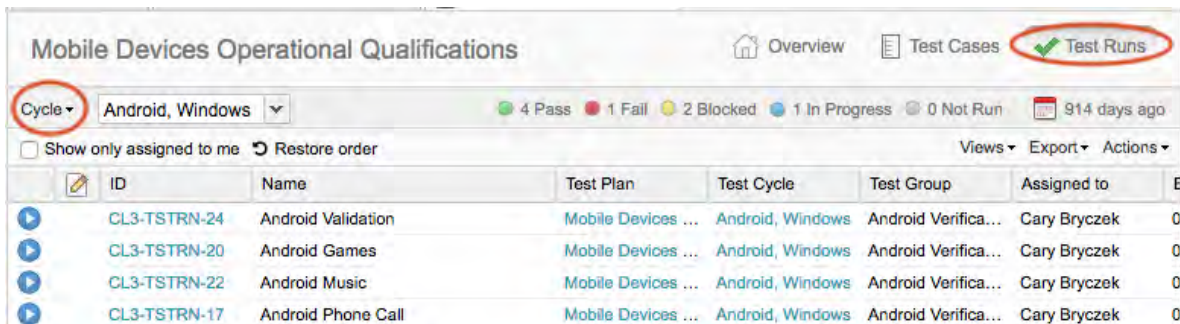 Mobile Devices Operational Qualifications Overview Test Cases Test Runs
Cycle Android, Windows 4 Pass 1 Fail 2 Blocked 1 In Progress 0 Not Run 914 days ago
Show only assigned to me Restore order Views Export Actions
ID Name Test Plan Test Cycle Test Group Assigned to E
CL3-TSTRN-24 Android Validation Mobile Devices ... Android, Windows Android Verifica... Cary Bryczek 0
CL3-TSTRN-20 Android Games Mobile Devices ... Android, Windows Android Verifica... Cary Bryczek 0
CL3-TSTRN-22 Android Music Mobile Devices ... Android, Windows Android Verifica... Cary Bryczek 0
CL3-TSTRN-17 Android Phone Call Mobile Devices ... Android, Windows Android Verifica... Cary Bryczek 0